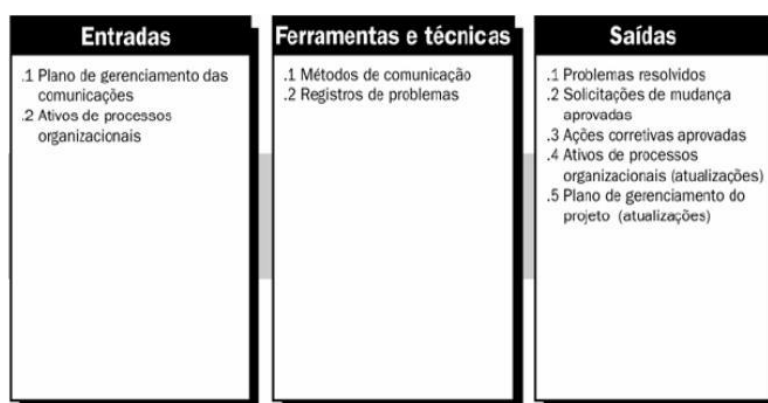 Entradas
.1 Plano de gerenciamento das
comunicações
.2 Ativos de processos
organizacionais
Ferramentas e técnicas
.1 Métodos de comunicação
.2 Registros de problemas
Saídas
.1 Problemas resolvidos
.2 Solicitações de mudança
aprovadas
.3 Ações corretivas aprovadas
.4 Ativos de processos
organizacionais (atualizações)
.5 Plano de gerenciamento do
projeto (atualizações)